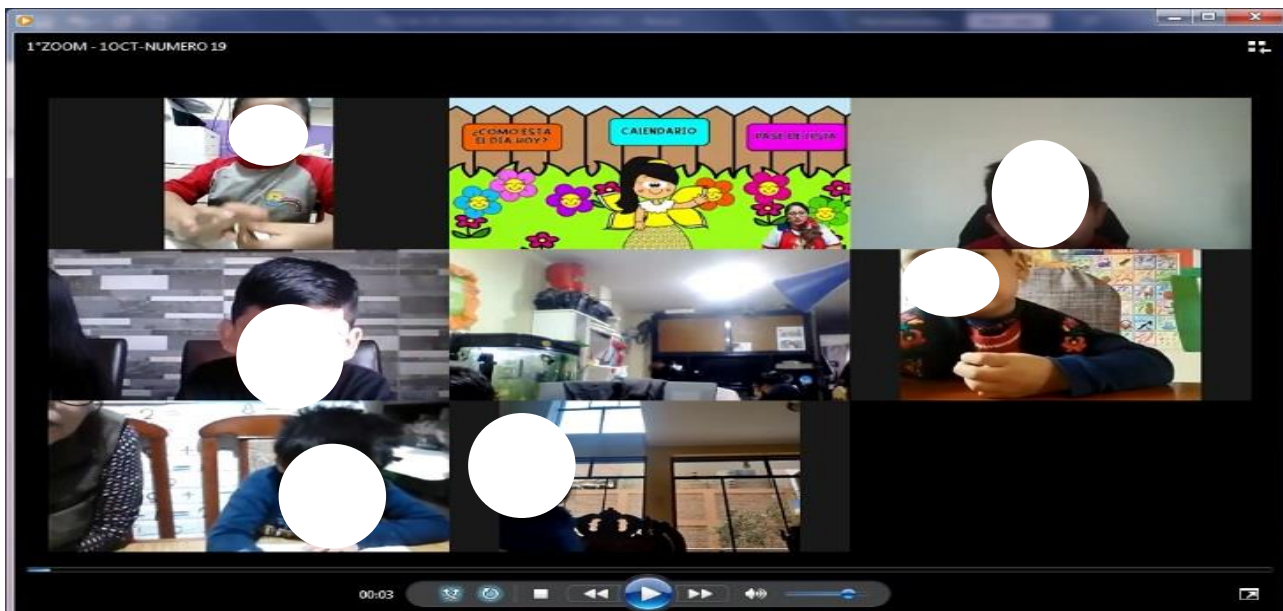 1°ZOOM - 1OCT-NUMERO 19
¿COMO ESTA
EL DIA HOY?
CALENDARIO
PASE DE LISTA
00:03